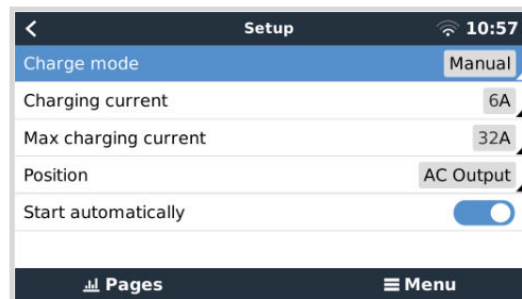 Setup 10:57
Charge mode Manual
Charging current 6A
Max charging current 32A
Position AC Output
Start automatically
Pages Menu